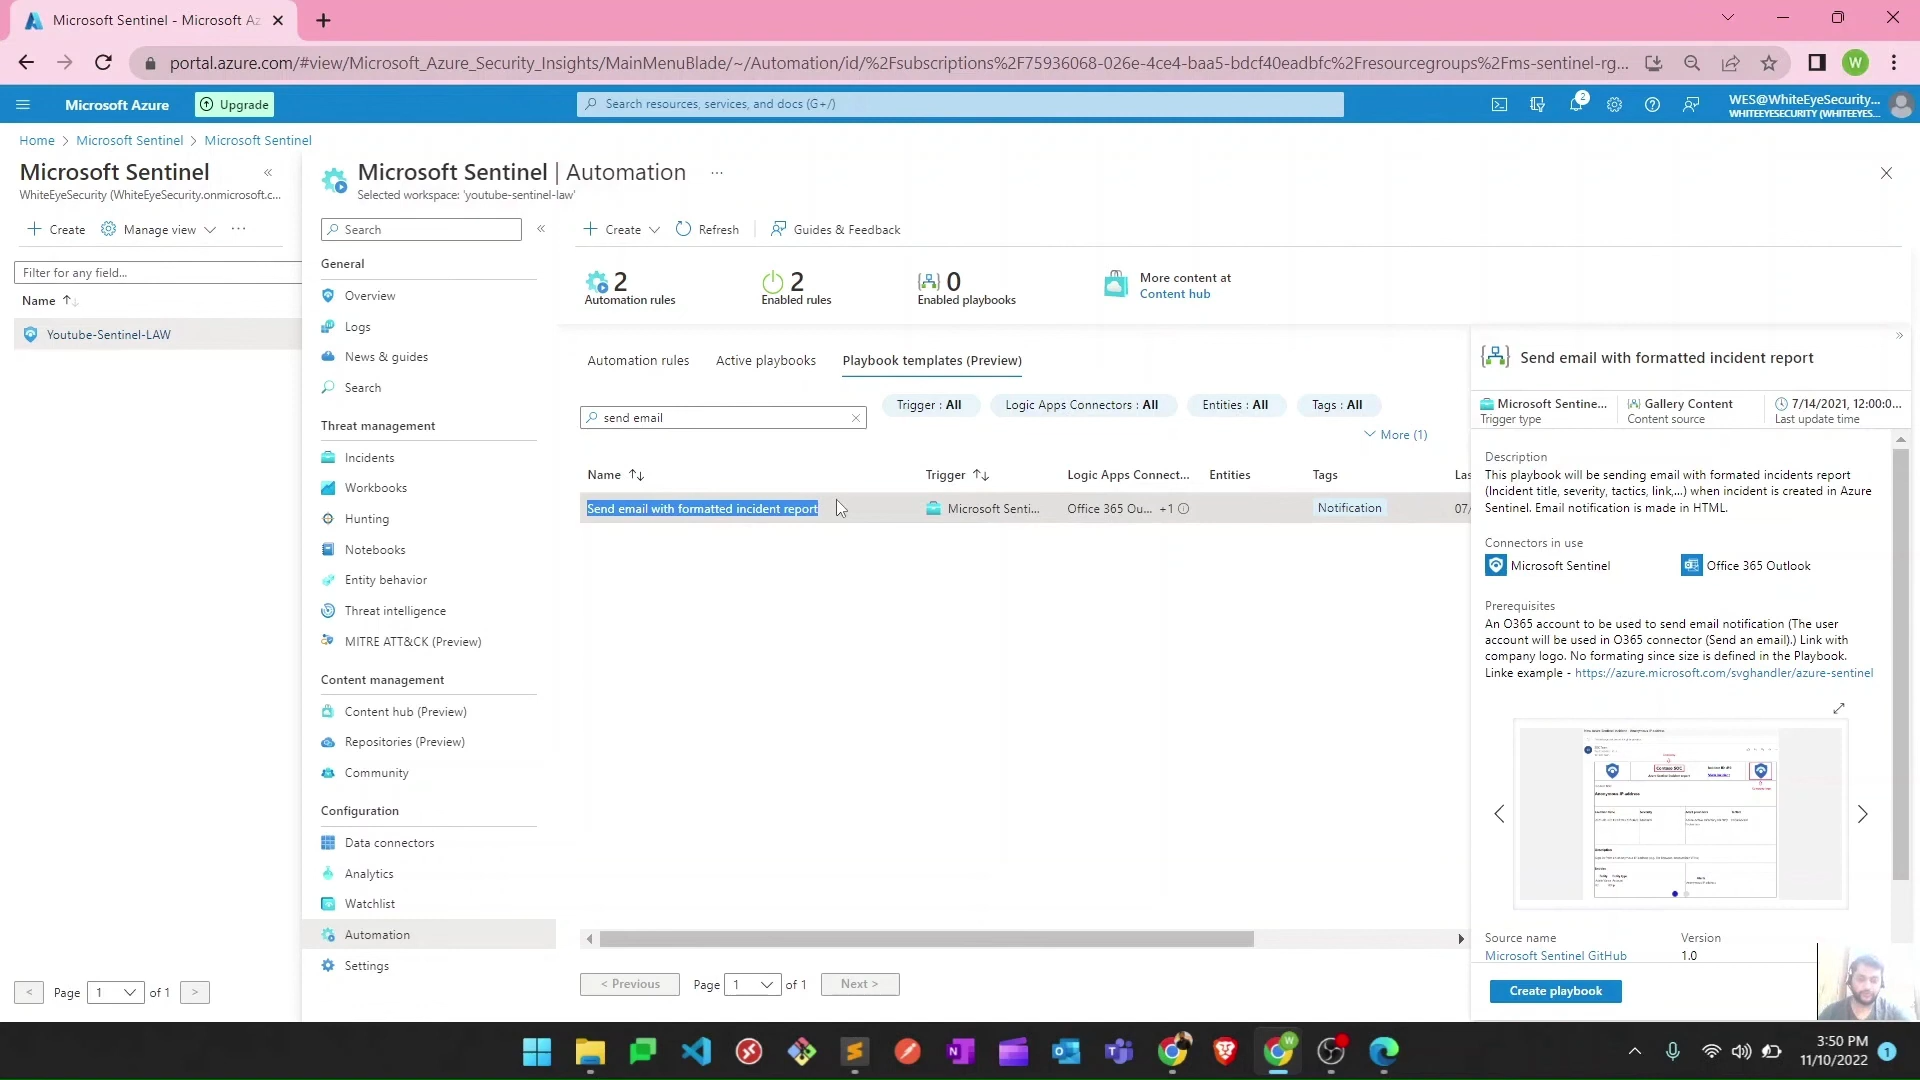 Microsoft Sentinel - Microsoft Az
portal.azure.com/#view/Microsoft_Azure_Security_Insights/MainMenuBlade/~/Automation/id/%2Fsubscriptions%2F75936068-026e-4ce4-baa5-bdcf40eadbfc%2Fresourcegroups%2Fms-sentinel-rg...
W
Microsoft Azure
Upgrade
Search resources, services, and docs (G+/)
2
WES@WhiteEyeSecurity...
WHITEEYESECURITY (WHITEEYES...
Home > Microsoft Sentinel > Microsoft Sentinel
Microsoft Sentinel
WhiteEyeSecurity (WhiteEyeSecurity.onmicrosoft.c...
Create
Manage view
Filter for any field...
Name
Youtube-Sentinel-LAW
< Page 1 of 1 >
Microsoft Sentinel | Automation
Selected workspace: 'youtube-sentinel-law'
Search
General
Overview
Logs
News & guides
Search
Threat management
Incidents
Workbooks
Hunting
Notebooks
Entity behavior
Threat intelligence
MITRE ATT&CK (Preview)
Content management
Content hub (Preview)
Repositories (Preview)
Community
Configuration
Data connectors
Analytics
Watchlist
Automation
Settings
Create
Refresh
Guides & Feedback
2
Automation rules
2
Enabled rules
0
Enabled playbooks
More content at
Content hub
Automation rules
Active playbooks
Playbook templates (Preview)
send email
Trigger : All
Logic Apps Connectors : All
Entities : All
Tags : All
More (1)
Name
Trigger
Logic Apps Connect...
Entities
Tags
Las
Send email with formatted incident report
Microsoft Senti...
Office 365 Ou... +1
Notification
07/
< Previous
Page 1 of 1
Next >
Send email with formatted incident report
Microsoft Sentine...
Trigger type
Gallery Content
Content source
7/14/2021, 12:00:0...
Last update time
Description
This playbook will be sending email with formated incidents report
(Incident title, severity, tactics, link,...) when incident is created in Azure
Sentinel. Email notification is made in HTML.
Connectors in use
Microsoft Sentinel
Office 365 Outlook
Prerequisites
An O365 account to be used to send email notification (The user
account will be used in O365 connector (Send an email).) Link with
company logo. No formating since size is defined in the Playbook.
Linke example - https://azure.microsoft.com/svghandler/azure-sentinel
Contoso SOC
Anonymous IP address
Source name
Microsoft Sentinel GitHub
Version
1.0
Create playbook
3:50 PM
11/10/2022
1